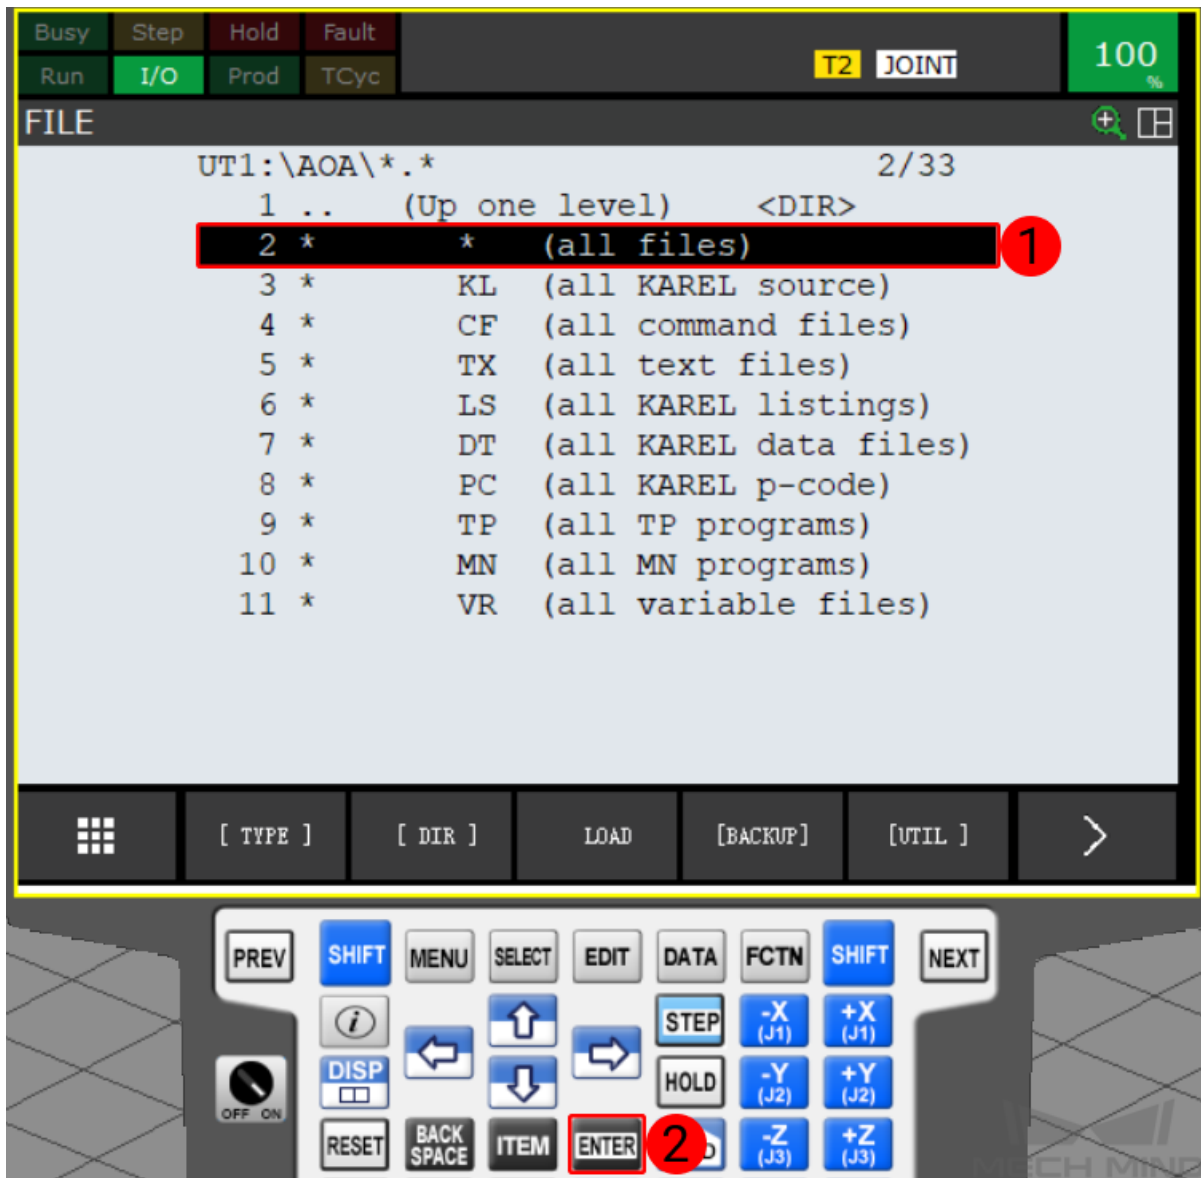 Busy Step Hold Fault
Run I/O Prod TCyc
T2 JOINT
100
%
FILE
UT1:\AOA\*.* 2/33
1 .. (Up one level) <DIR>
2 * * (all files)
1
3 * KL (all KAREL source)
4 * CF (all command files)
5 * TX (all text files)
6 * LS (all KAREL listings)
7 * DT (all KAREL data files)
8 * PC (all KAREL p-code)
9 * TP (all TP programs)
10 * MN (all MN programs)
11 * VR (all variable files)
[ TYPE ] [ DIR ] LOAD [BACKUP] [UTIL ] >
PREV SHIFT MENU SELECT EDIT DATA FCTN SHIFT NEXT
i STEP -X (J1) +X (J1)
DISP HOLD -Y (J2) +Y (J2)
OFF ON
RESET BACK SPACE ITEM ENTER 2 -Z (J3) +Z (J3)
MECH MIND